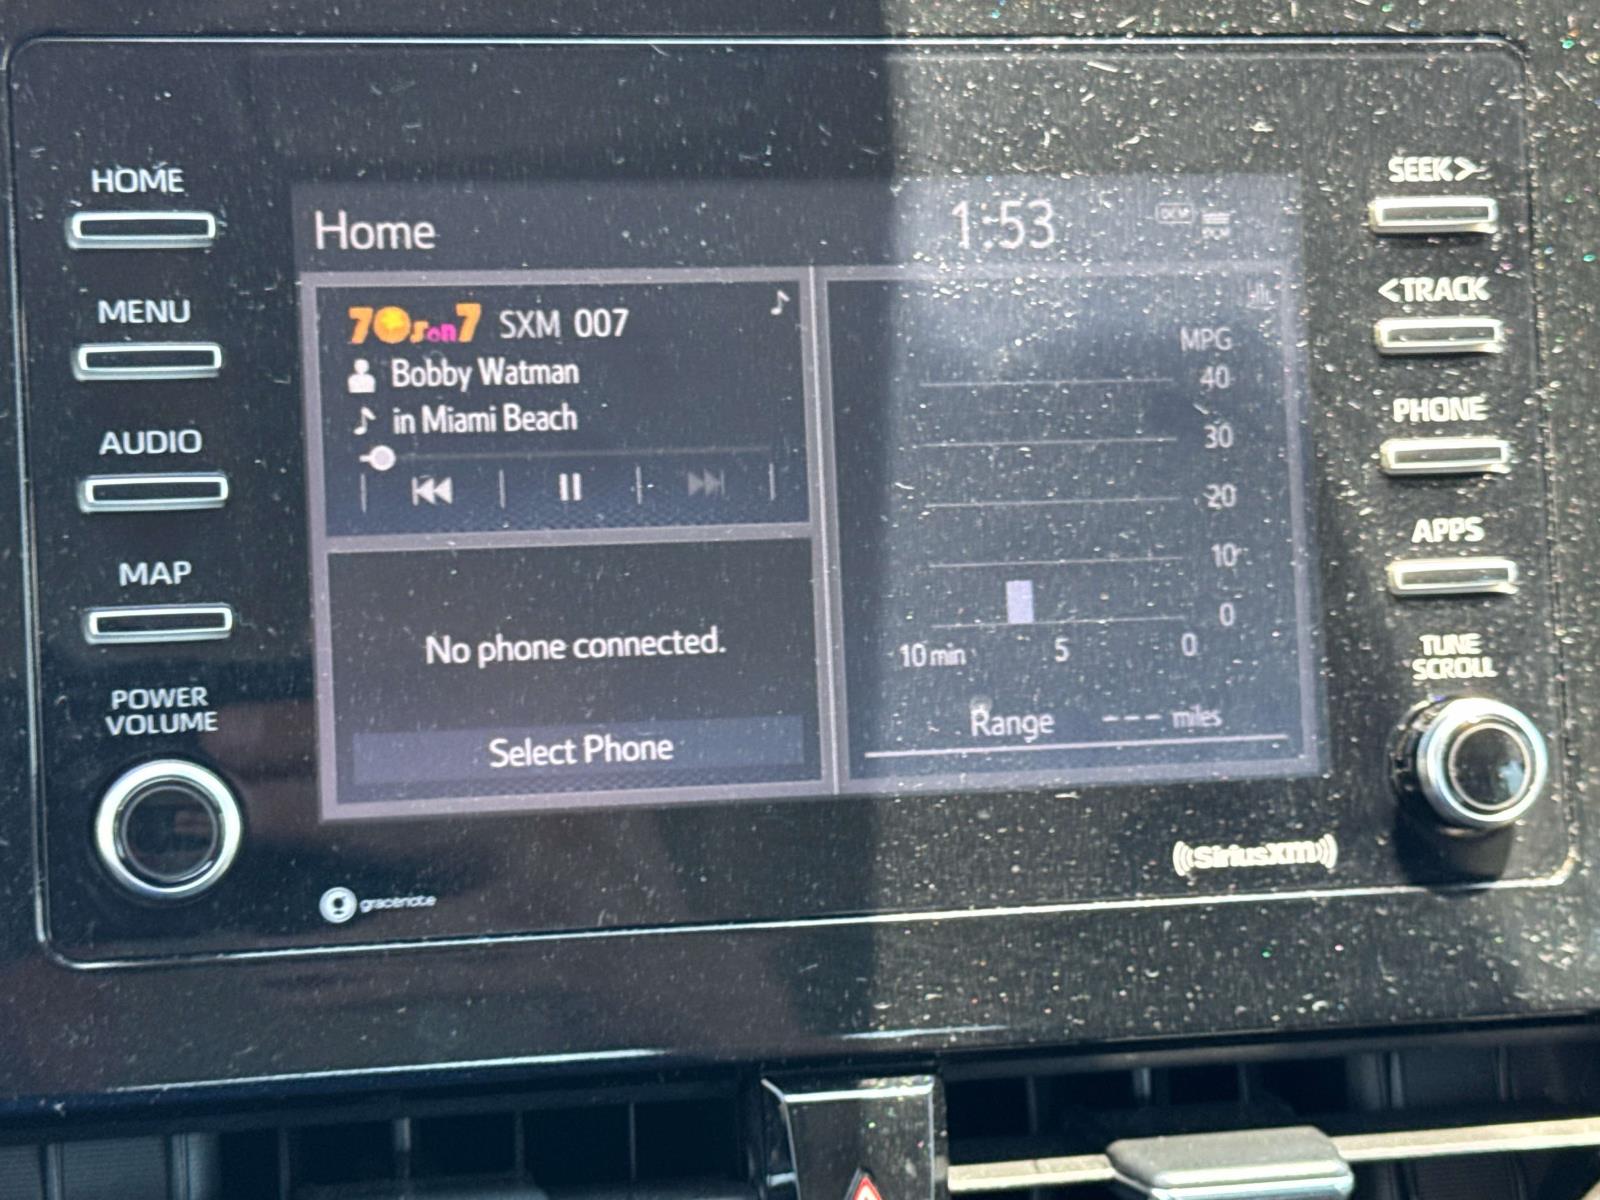 HOME
MENU
AUDIO
MAP
POWER
VOLUME
Home
1:53
DCM
70s on 7 SXM 007
Bobby Watman
in Miami Beach
No phone connected.
Select Phone
MPG
40
30
20
10
0
10 min 5 0
Range --- miles
SEEK>
<TRACK
PHONE
APPS
TUNE
SCROLL
gracenote
((SiriusXM))